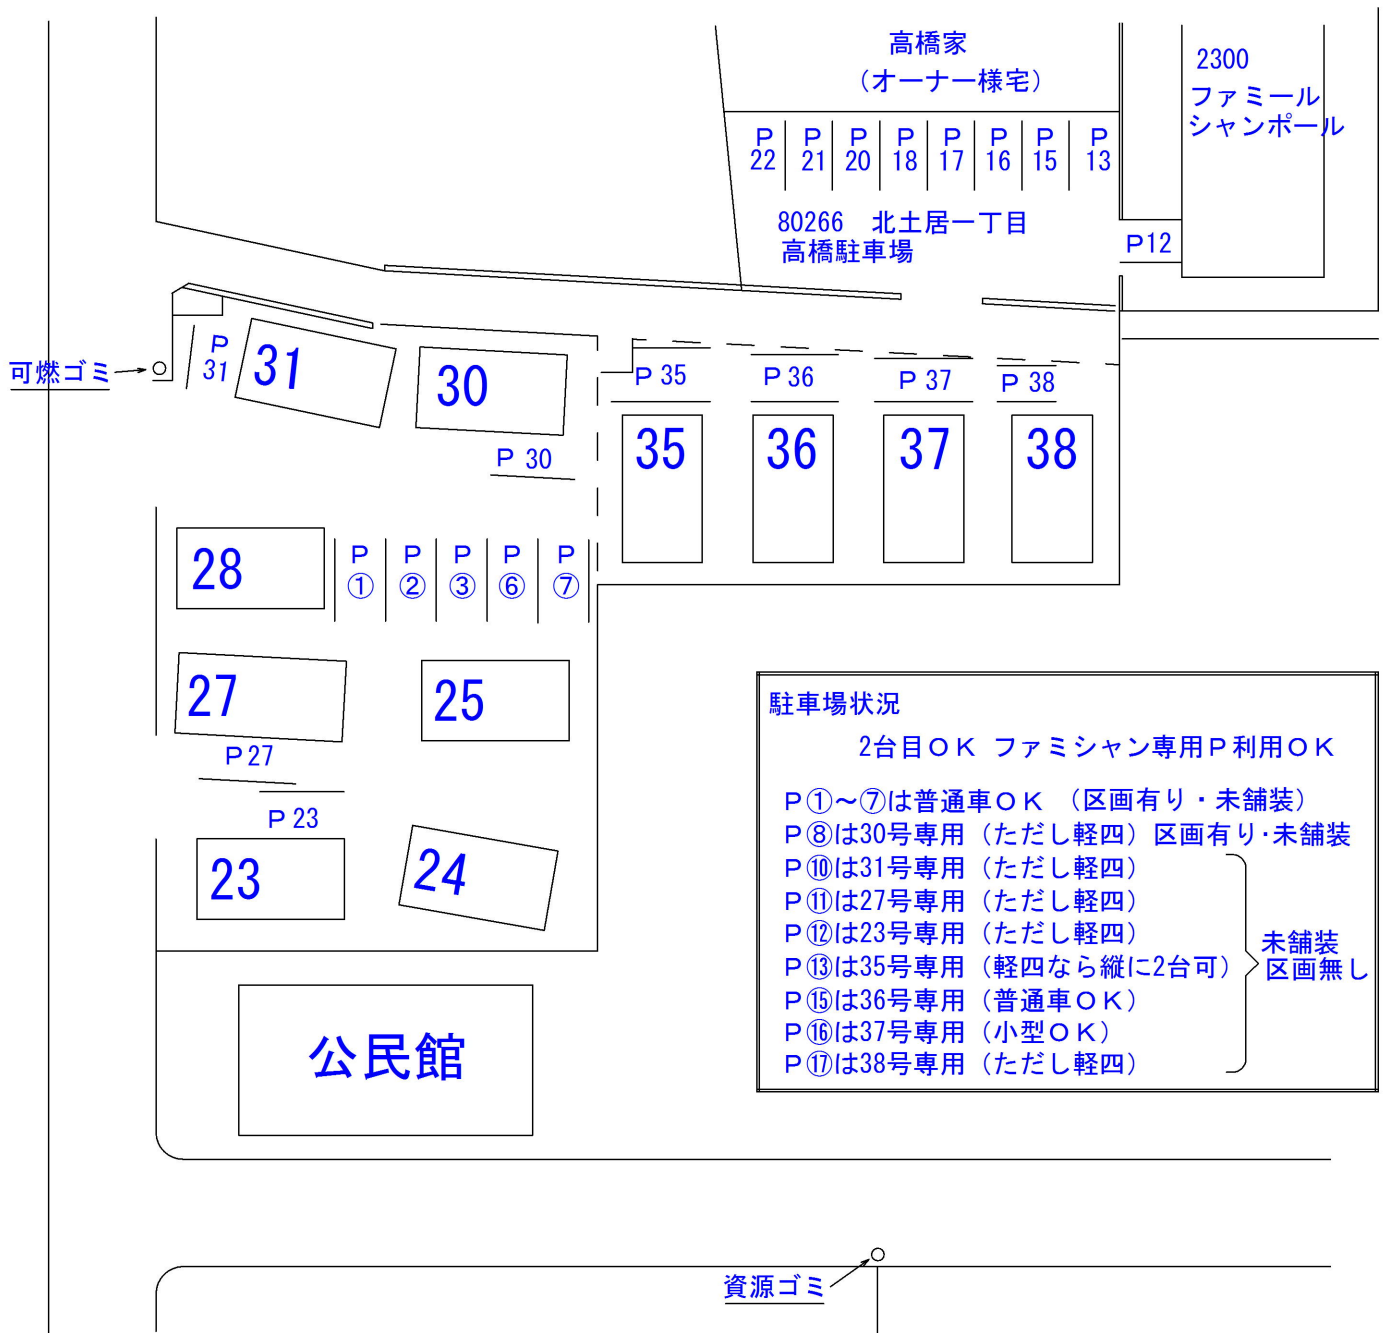 高橋家
（オーナー様宅）
2300
ファミール
シャンポール
P
22
P
21
P
20
P
18
P
17
P
16
P
15
P
13
80266　北土居一丁目
高橋駐車場
P12
可燃ゴミ
P
31
31
30
P 30
P 35
P 36
P 37
P 38
35
36
37
38
28
P
①
P
②
P
③
P
⑥
P
⑦
27
25
P 27
P 23
23
24
公民館
駐車場状況
2台目ＯＫ ファミシャン専用Ｐ利用ＯＫ
Ｐ①～⑦は普通車ＯＫ （区画有り・未舗装）
Ｐ⑧は30号専用（ただし軽四）区画有り・未舗装
Ｐ⑩は31号専用（ただし軽四）
Ｐ⑪は27号専用（ただし軽四）
Ｐ⑫は23号専用（ただし軽四）
Ｐ⑬は35号専用（軽四なら縦に2台可）
Ｐ⑮は36号専用（普通車ＯＫ）
Ｐ⑯は37号専用（小型ＯＫ）
Ｐ⑰は38号専用（ただし軽四）
未舗装
区画無し
資源ゴミ